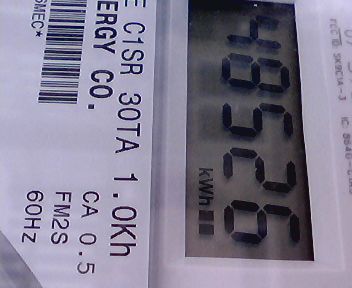 E C1SR 30TA 1.0Kh
ERGY CO.
SMEC*
CA 0.5
FM2S
60HZ
48526
kWh